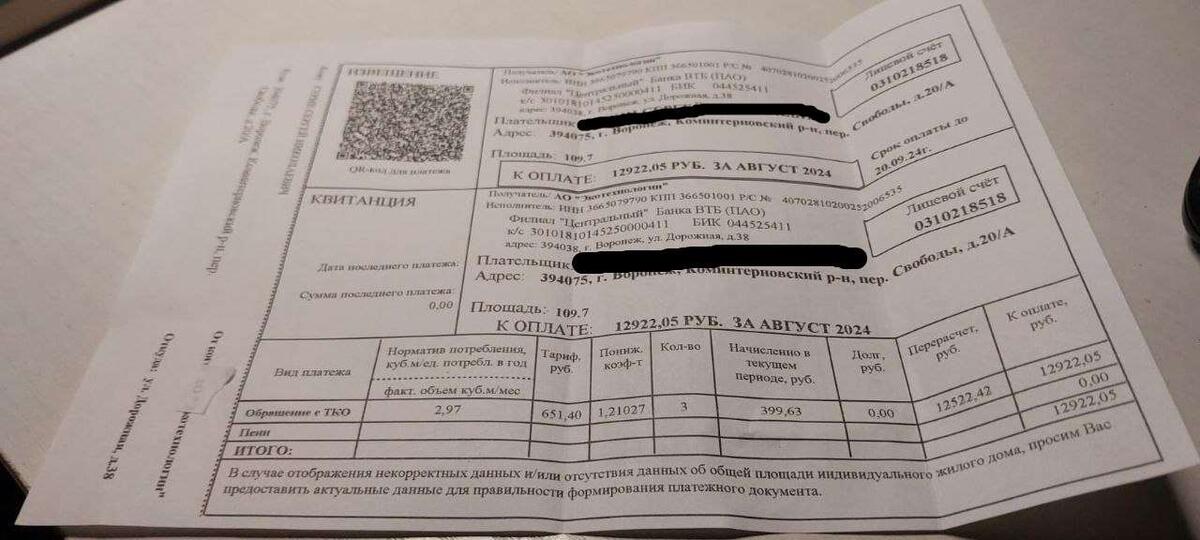 ИЗВЕЩЕНИЕ
QR-код для платежа
Получатель/ АО "Экотехнологии"
Исполнитель: ИНН 3665079790 КПП 366501001 Р/С № 40702810200252006535
Филиал "Центральный" Банка ВТБ (ПАО)
к/с 30101810145250000411 БИК 044525411
адрес: 394038, г. Воронеж, ул. Дорожная, д.38
Плательщик:
Адрес: 394075, г. Воронеж, Коминтерновский р-н, пер. Свободы, д.20/А
Площадь: 109.7
К ОПЛАТЕ: 12922,05 РУБ. ЗА АВГУСТ 2024
Лицевой счёт
0310218518
Срок оплаты до
20.09.24г.
КВИТАНЦИЯ
Дата последнего платежа:
Сумма последнего платежа:
0,00
Получатель/ АО "Экотехнологии"
Исполнитель: ИНН 3665079790 КПП 366501001 Р/С № 40702810200252006535
Филиал "Центральный" Банка ВТБ (ПАО)
к/с 30101810145250000411 БИК 044525411
адрес: 394038, г. Воронеж, ул. Дорожная, д.38
Плательщик:
Адрес: 394075, г. Воронеж, Коминтерновский р-н, пер. Свободы, д.20/А
Площадь: 109.7
К ОПЛАТЕ: 12922,05 РУБ. ЗА АВГУСТ 2024
Лицевой счёт
0310218518
Вид платежа
Норматив потребления, куб.м/ед. потребл. в год
факт. объем куб.м/мес
Тариф, руб.
Пониж. коэф-т
Кол-во
Начисленно в текущем периоде, руб.
Долг, руб.
Перерасчет, руб.
К оплате, руб.
Обращение с ТКО 2,97 651,40 1,21027 3 399,63 0,00 12522,42 12922,05
Пени 0,00
ИТОГО: 12922,05
В случае отображения некорректных данных и/или отсутствия данных об общей площади индивидуального жилого дома, просим Вас
предоставить актуальные данные для правильности формирования платежного документа.
Откуда: ул. Дорожная, д.38